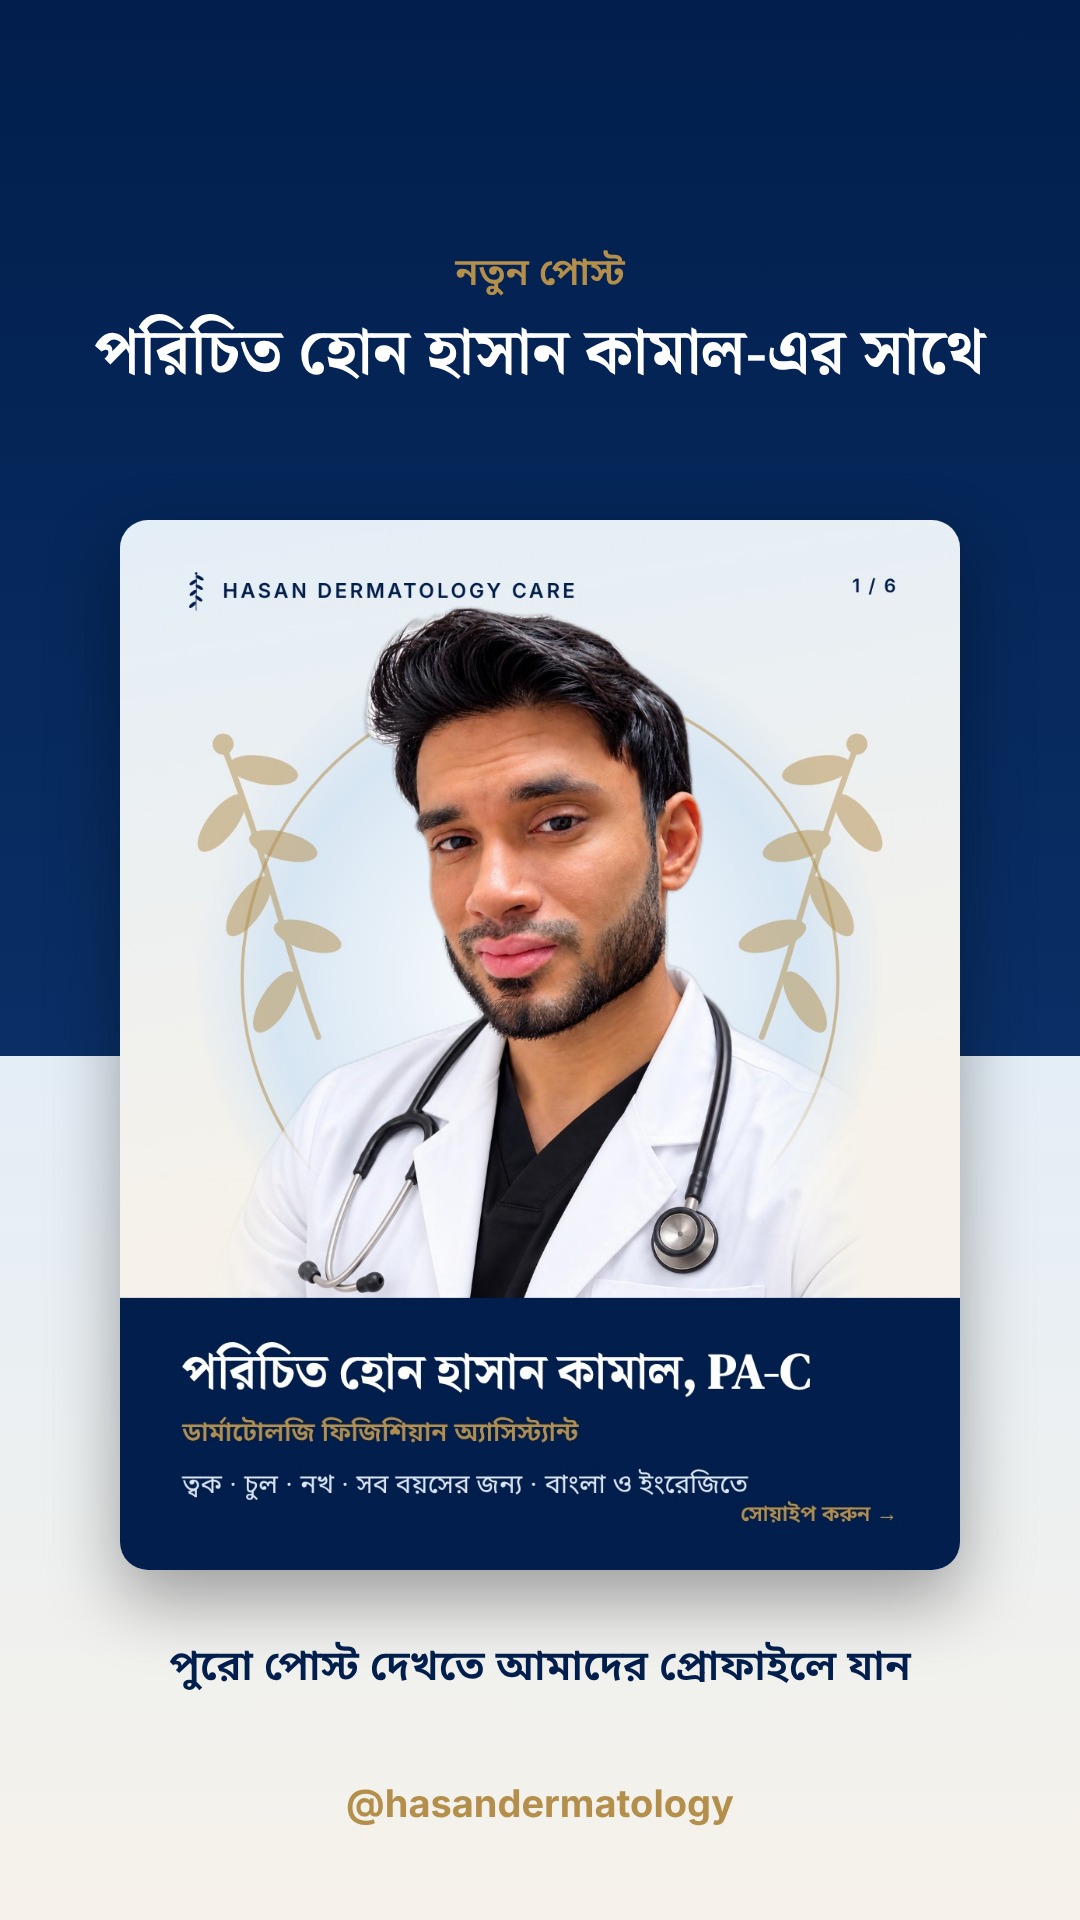 নতুন পোস্ট
পরিচিত হোন হাসান কামাল-এর সাথে
HASAN DERMATOLOGY CARE
1 / 6
পরিচিত হোন হাসান কামাল, PA-C
ডার্মাটোলজি ফিজিশিয়ান অ্যাসিস্ট্যান্ট
ত্বক · চুল · নখ · সব বয়সের জন্য · বাংলা ও ইংরেজিতে
সোয়াইপ করুন →
পুরো পোস্ট দেখতে আমাদের প্রোফাইলে যান
@hasandermatology